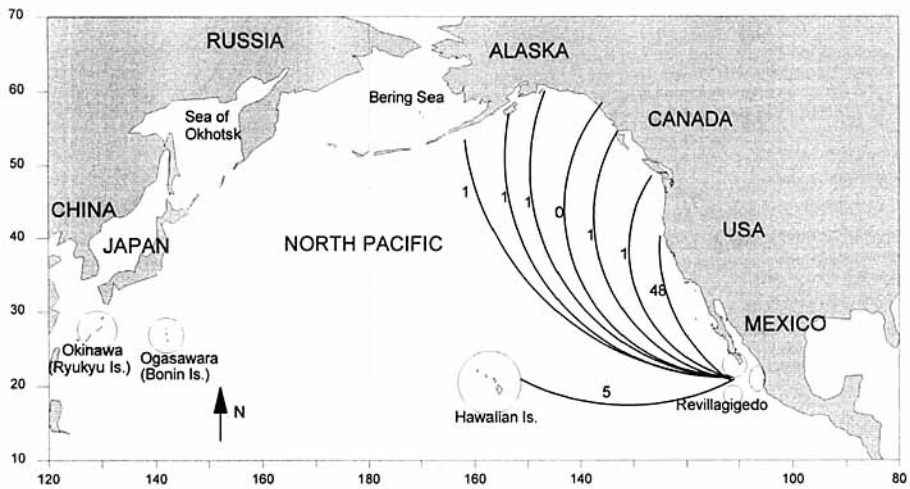 70
60
50
40
30
20
10
RUSSIA
ALASKA
Bering Sea
Sea of
Okhotsk
CANADA
CHINA
JAPAN
NORTH PACIFIC
USA
MEXICO
1
1
1
0
1
1
48
5
Okinawa
(Ryukyu Is.)
Ogasawara
(Bonin Is.)
N
Hawaiian Is.
Revillagigedo
120
140
160
180
160
140
120
100
80